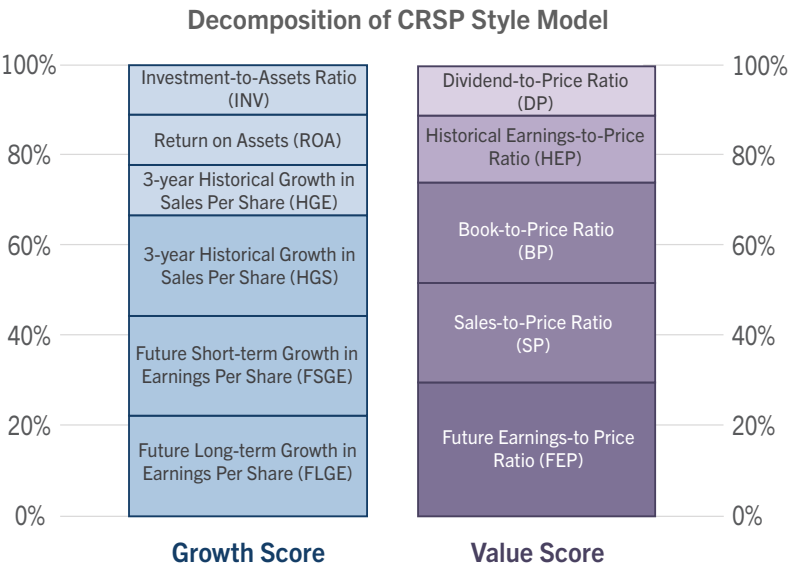 Decomposition of CRSP Style Model
100%
80%
60%
40%
20%
0%
Investment-to-Assets Ratio
(INV)
Return on Assets (ROA)
3-year Historical Growth in
Sales Per Share (HGE)
3-year Historical Growth in
Sales Per Share (HGS)
Future Short-term Growth in
Earnings Per Share (FSGE)
Future Long-term Growth in
Earnings Per Share (FLGE)
Growth Score
Dividend-to-Price Ratio
(DP)
Historical Earnings-to-Price
Ratio (HEP)
Book-to-Price Ratio
(BP)
Sales-to-Price Ratio
(SP)
Future Earnings-to Price
Ratio (FEP)
Value Score
100%
80%
60%
40%
20%
0%